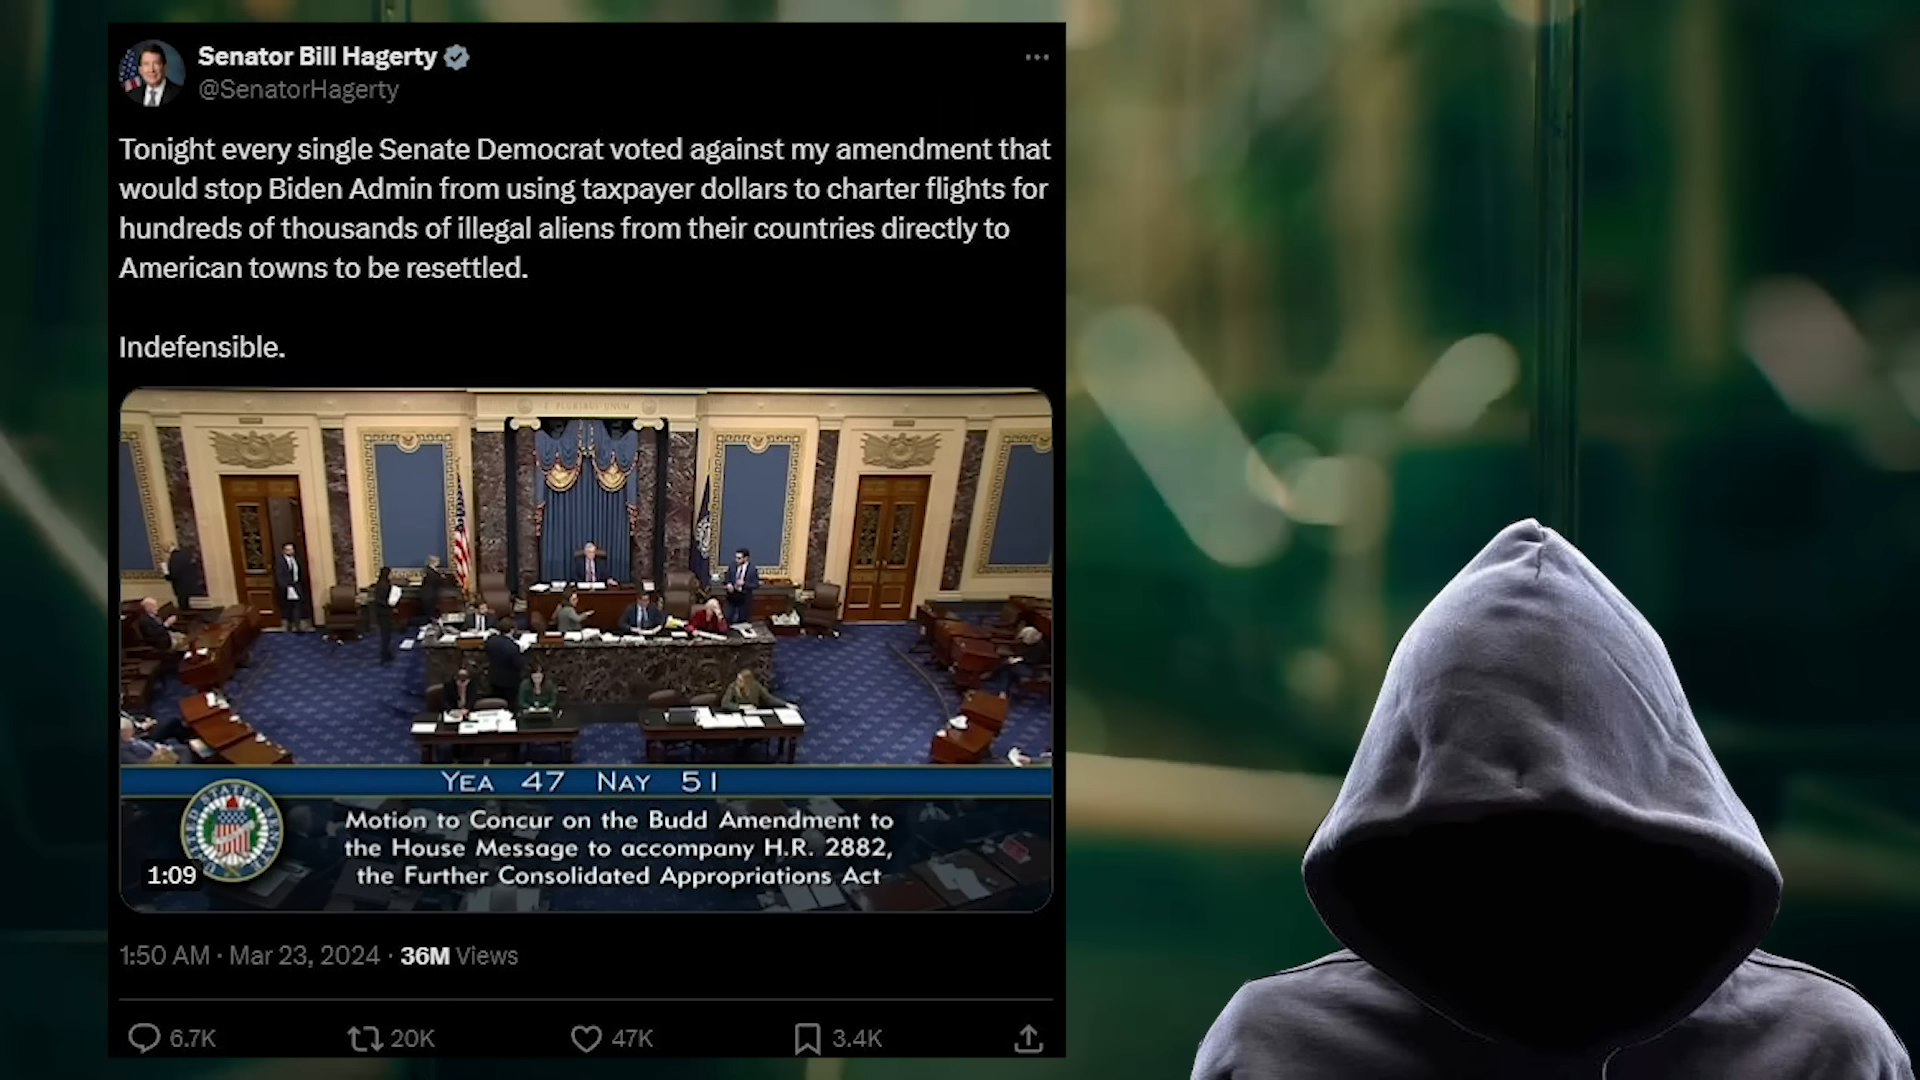 Senator Bill Hagerty
@SenatorHagerty
Tonight every single Senate Democrat voted against my amendment that
would stop Biden Admin from using taxpayer dollars to charter flights for
hundreds of thousands of illegal aliens from their countries directly to
American towns to be resettled.
Indefensible.
E PLURIBUS UNUM
YEA 47 NAY 51
Motion to Concur on the Budd Amendment to
the House Message to accompany H.R. 2882,
the Further Consolidated Appropriations Act
1:09
1:50 AM · Mar 23, 2024 · 36M Views
6.7K 20K 47K 3.4K